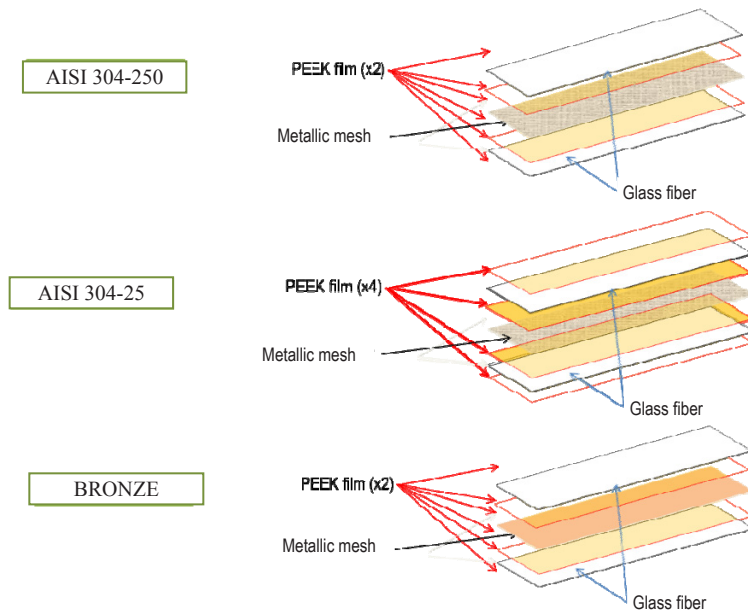 AISI 304-250
PEEK film (x2)
Metallic mesh
Glass fiber
AISI 304-25
PEEK film (x4)
Metallic mesh
Glass fiber
BRONZE
PEEK film (x2)
Metallic mesh
Glass fiber